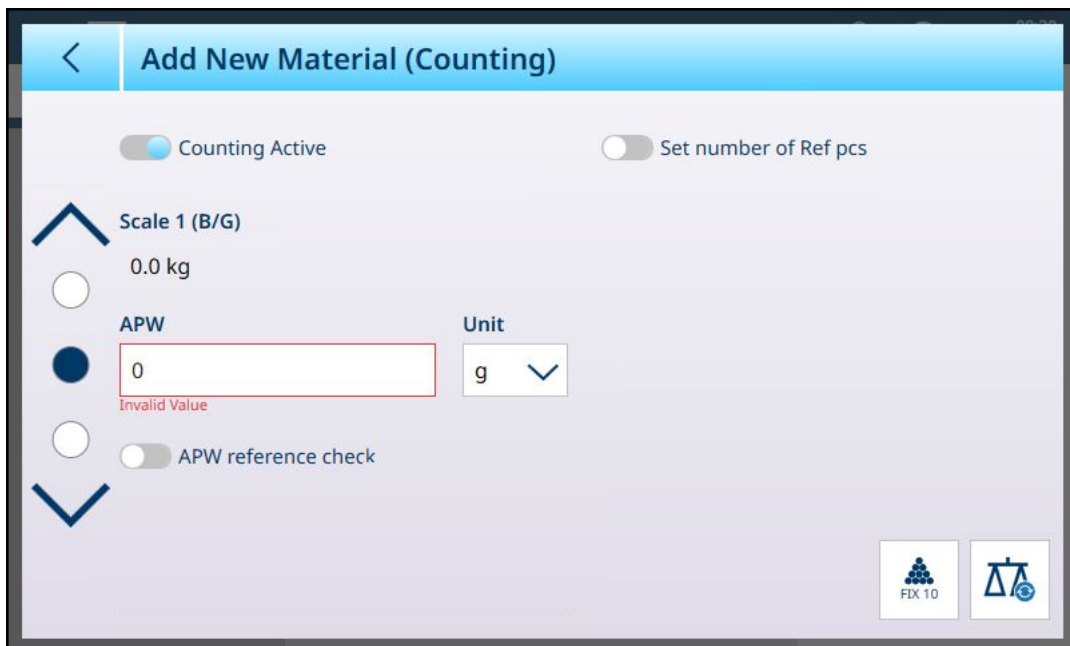 Add New Material (Counting)
Counting Active
Set number of Ref pcs
Scale 1 (B/G)
0.0 kg
APW
Unit
0
g
Invalid Value
APW reference check
FIX 10